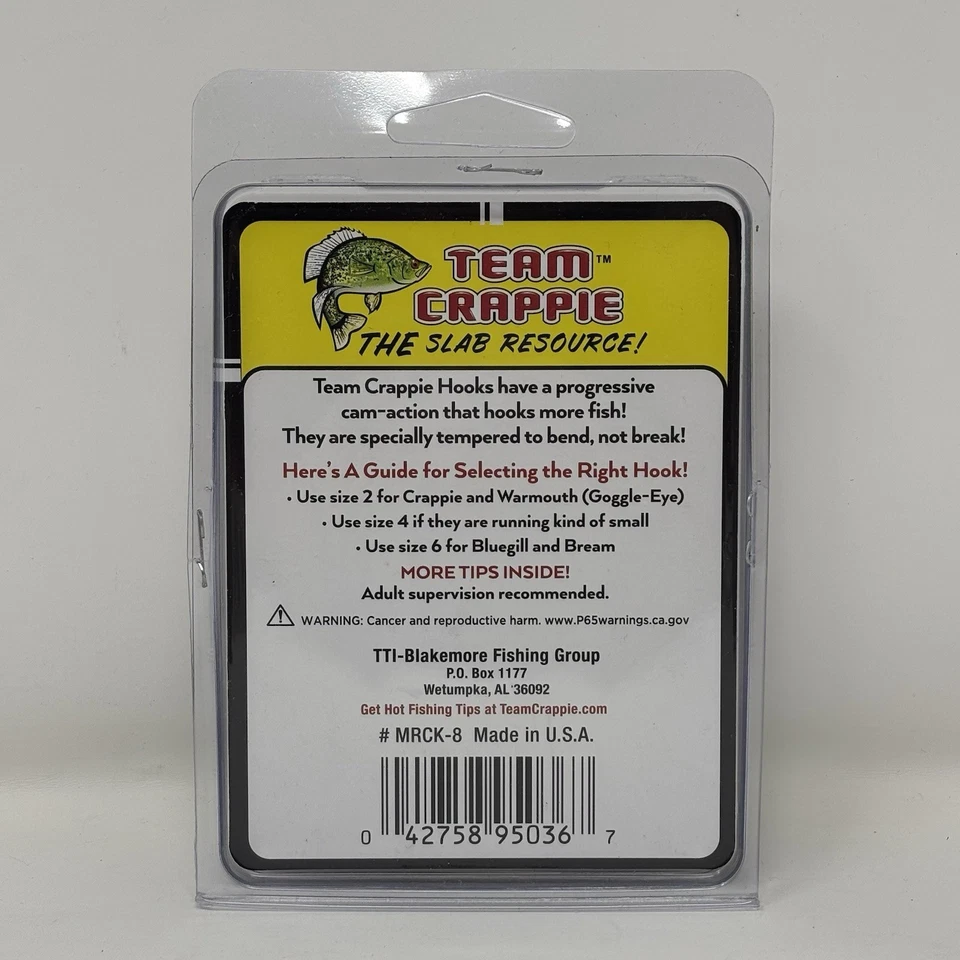 TEAM™
CRAPPIE
THE SLAB RESOURCE!
Team Crappie Hooks have a progressive
cam-action that hooks more fish!
They are specially tempered to bend, not break!
Here's A Guide for Selecting the Right Hook!
• Use size 2 for Crappie and Warmouth (Goggle-Eye)
• Use size 4 if they are running kind of small
• Use size 6 for Bluegill and Bream
MORE TIPS INSIDE!
Adult supervision recommended.
WARNING: Cancer and reproductive harm. www.P65warnings.ca.gov
TTI-Blakemore Fishing Group
P.O. Box 1177
Wetumpka, AL 36092
Get Hot Fishing Tips at TeamCrappie.com
# MRCK-8 Made in U.S.A.
0 42758 95036 7